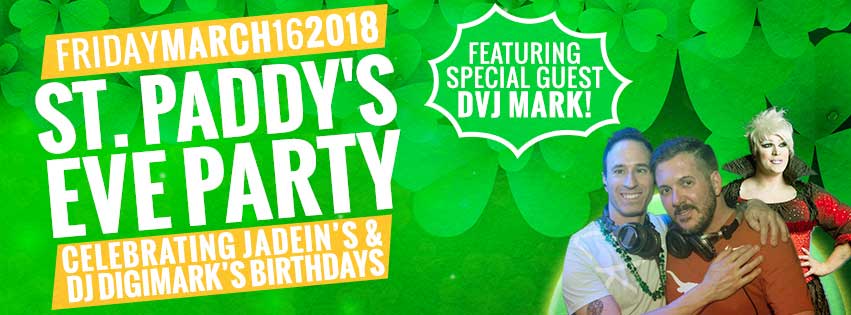 FRIDAYMARCH162018
ST. PADDY'S
EVE PARTY
CELEBRATING JADEIN'S &
DJ DIGIMARK'S BIRTHDAYS
FEATURING
SPECIAL GUEST
DVJ MARK!